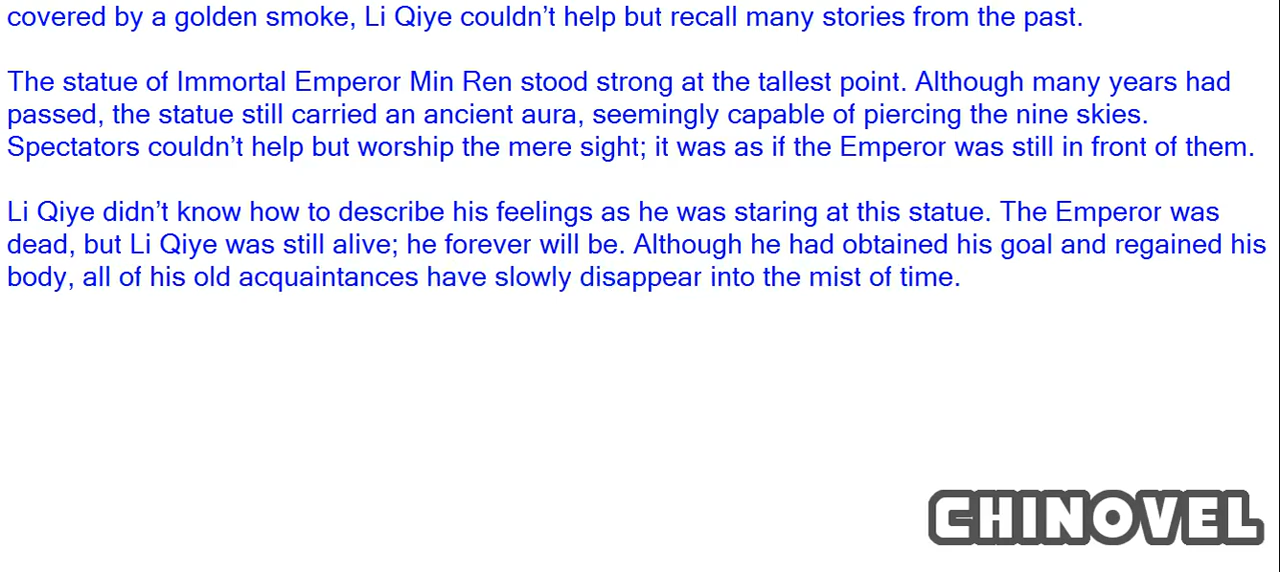 covered by a golden smoke, Li Qiye couldn’t help but recall many stories from the past.
The statue of Immortal Emperor Min Ren stood strong at the tallest point. Although many years had
passed, the statue still carried an ancient aura, seemingly capable of piercing the nine skies.
Spectators couldn’t help but worship the mere sight; it was as if the Emperor was still in front of them.
Li Qiye didn’t know how to describe his feelings as he was staring at this statue. The Emperor was
dead, but Li Qiye was still alive; he forever will be. Although he had obtained his goal and regained his
body, all of his old acquaintances have slowly disappear into the mist of time.
CHINOVEL